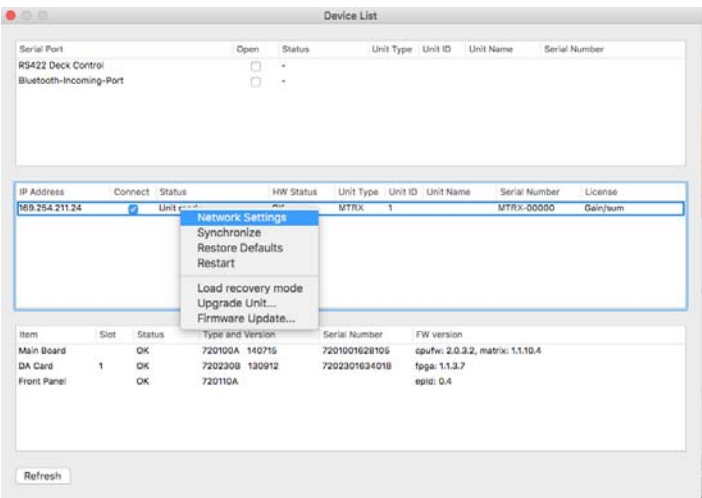 Device List
Serial Port Open Status Unit Type Unit ID Unit Name Serial Number
RS422 Deck Control -
Bluetooth-Incoming-Port -
IP Address Connect Status HW Status Unit Type Unit ID Unit Name Serial Number License
169.254.211.24 Unit MTRX 1 MTRX-00000 Gain/sum
Network Settings
Synchronize
Restore Defaults
Restart
Load recovery mode
Upgrade Unit...
Firmware Update...
Item Slot Status Type and Version Serial Number FW version
Main Board OK 720100A 140715 7201001628105 cpufw: 2.0.3.2, matrix: 1.1.10.4
DA Card 1 OK 720230B 130912 7202301634018 fpga: 1.1.3.7
Front Panel OK 720110A epld: 0.4
Refresh